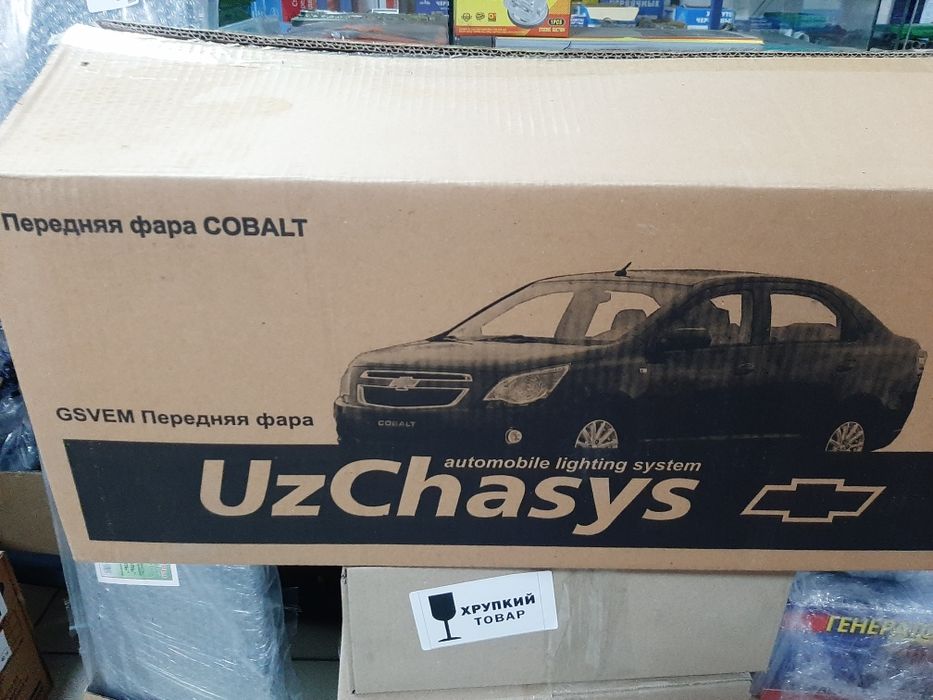 Передняя фара COBALT
GSVEM Передняя фара
COBALT
automobile lighting system
UzChasys
ХРУПКИЙ
ТОВАР